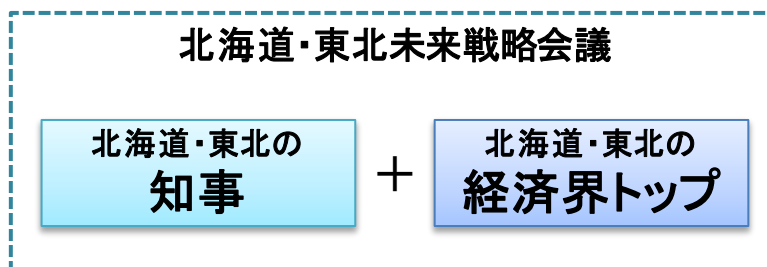 北海道・東北未来戦略会議
北海道・東北の
知事
＋
北海道・東北の
経済界トップ